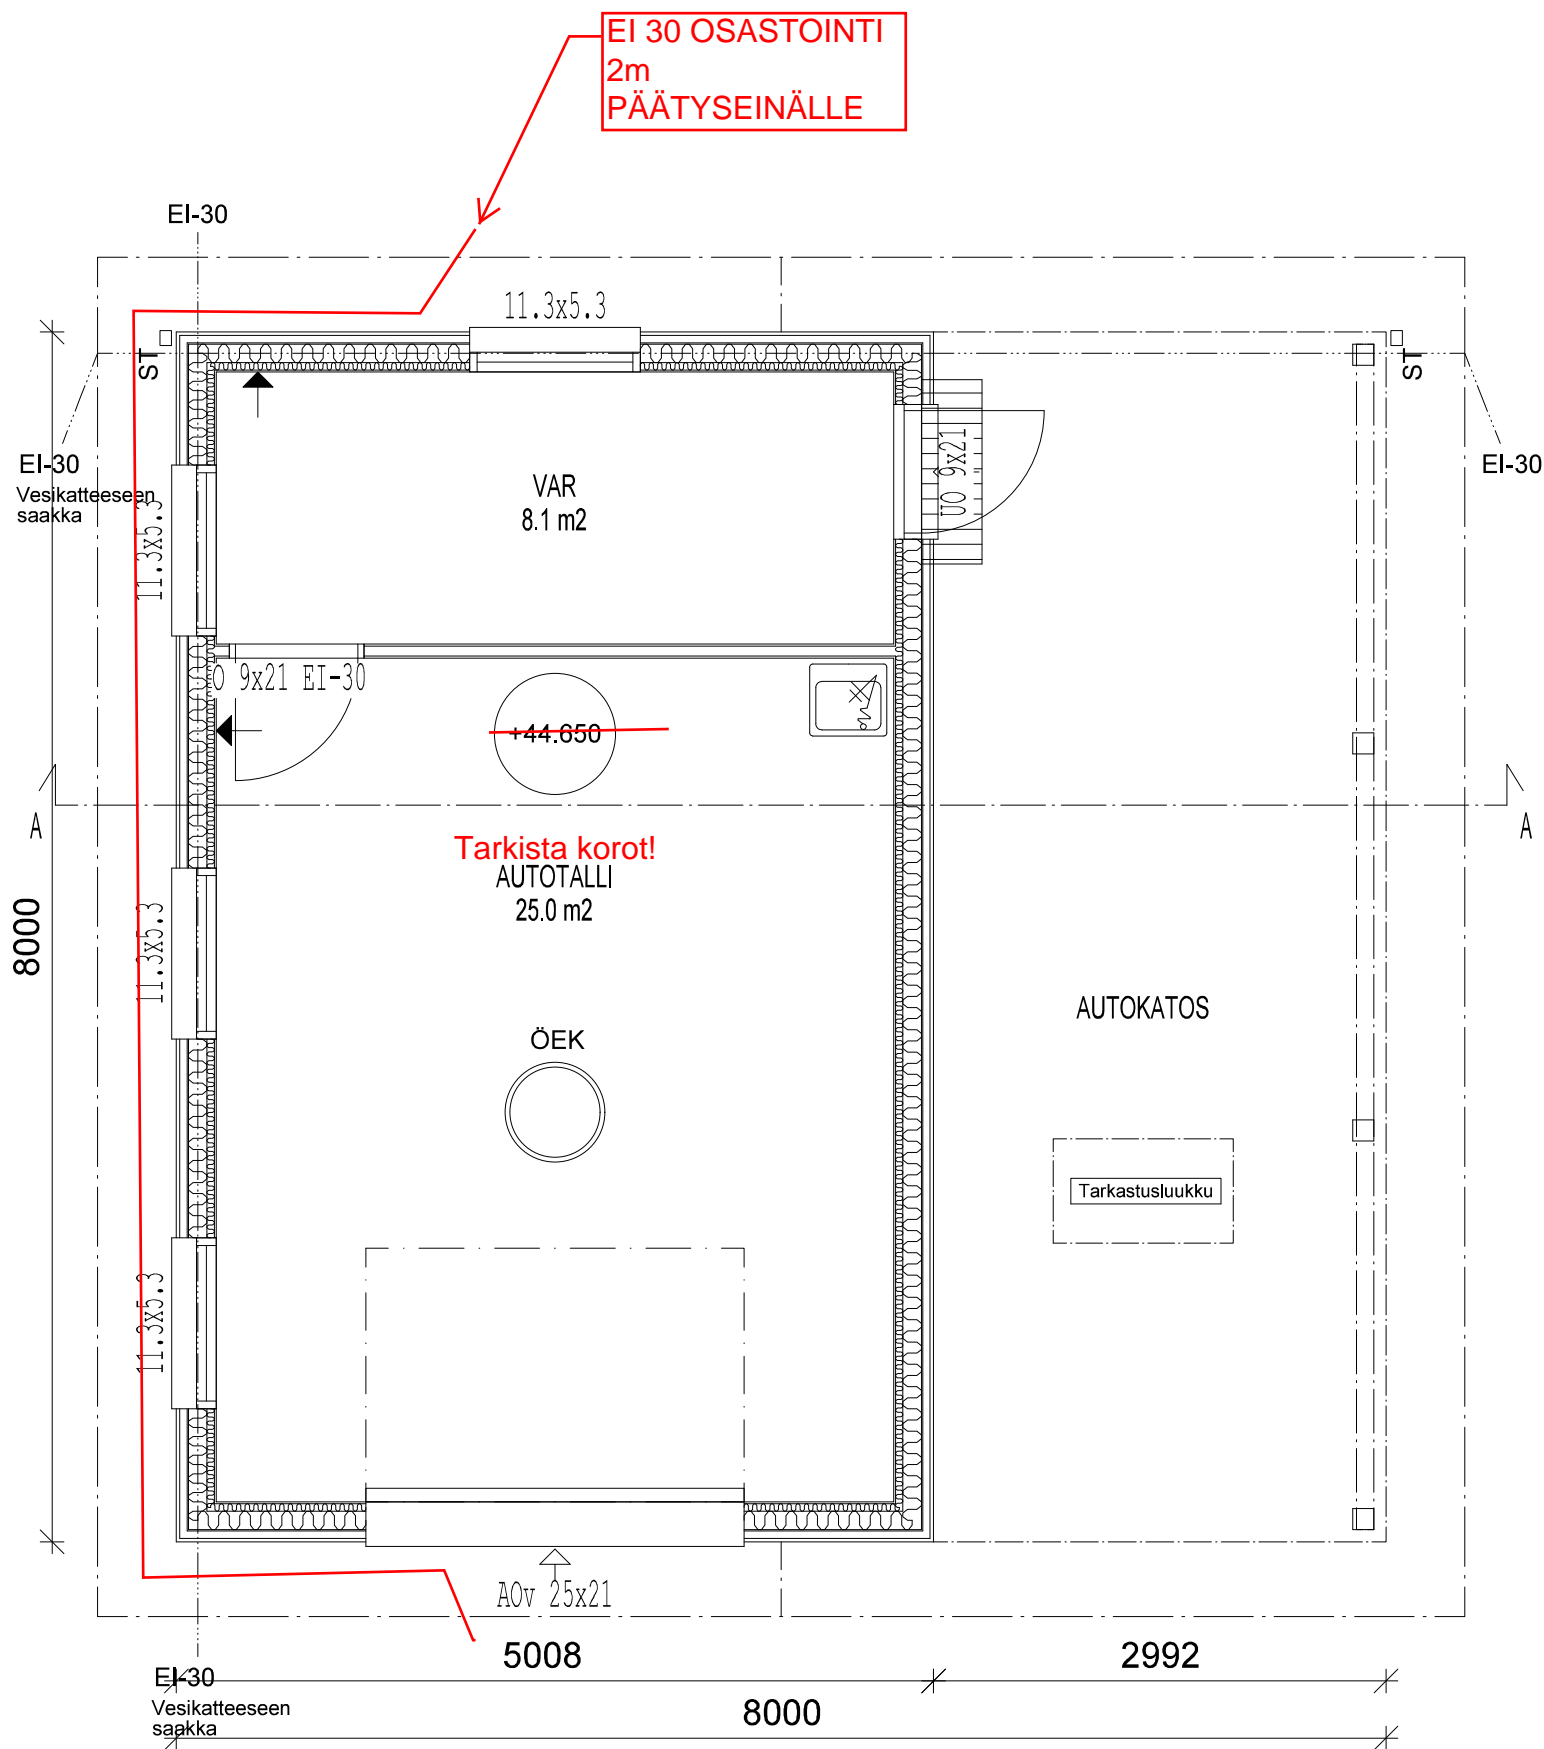 EI 30 OSASTOINTI
2m
PÄÄTYSEINÄLLE
EI-30
11.3x5.3
ST
ST
EI-30
Vesikatteeseen
saakka
EI-30
11.3x5.3
VAR
8.1 m2
UO 9x21
O 9x21 EI-30
+44.650
A
A
Tarkista korot!
AUTOTALLI
25.0 m2
8000
11.3x5.3
AUTOKATOS
ÖEK
Tarkastusluukku
11.3x5.3
AOv 25x21
5008
2992
EI-30
Vesikatteeseen
saakka
8000